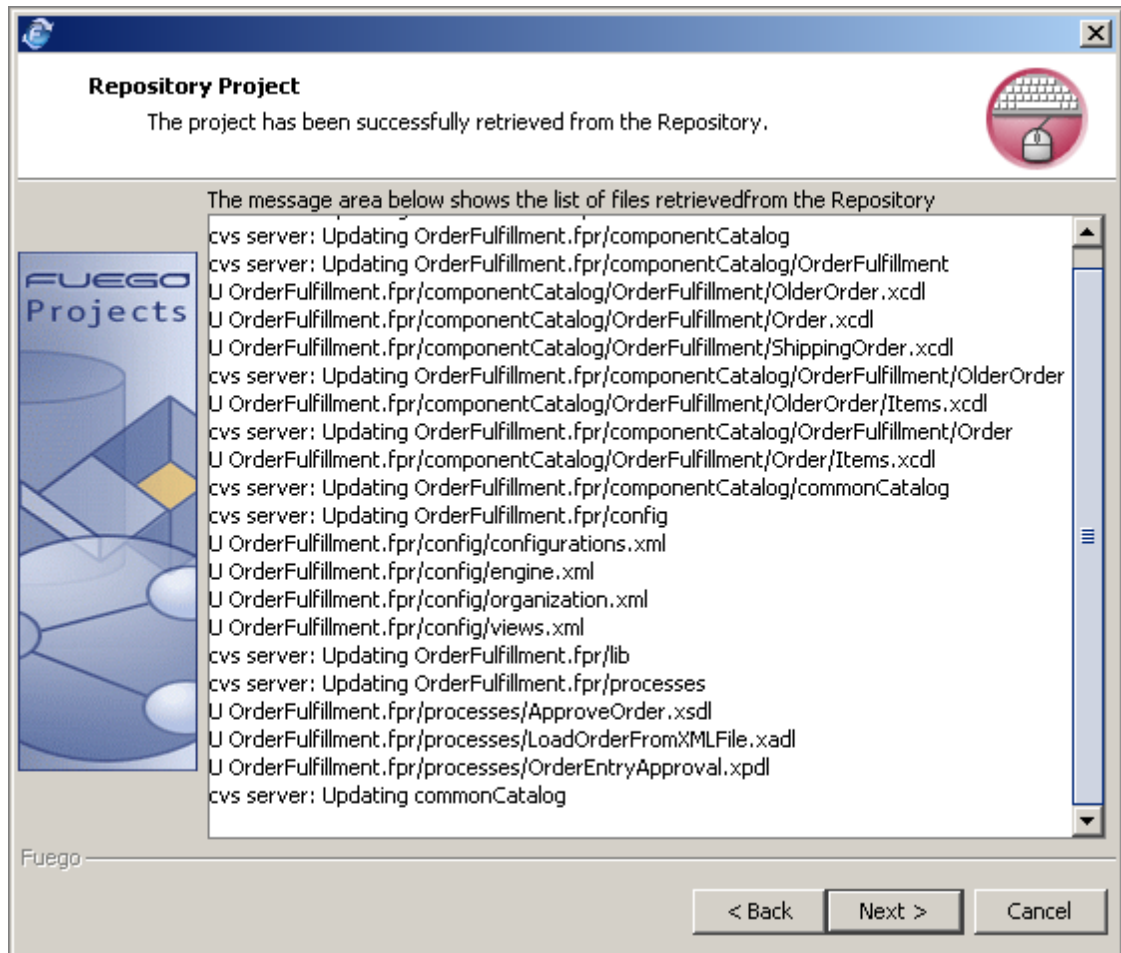 Repository Project
The project has been successfully retrieved from the Repository.
The message area below shows the list of files retrievedfrom the Repository
cvs server: Updating OrderFulfillment.fpr/componentCatalog
cvs server: Updating OrderFulfillment.fpr/componentCatalog/OrderFulfillment
U OrderFulfillment.fpr/componentCatalog/OrderFulfillment/OlderOrder.xcdl
U OrderFulfillment.fpr/componentCatalog/OrderFulfillment/Order.xcdl
U OrderFulfillment.fpr/componentCatalog/OrderFulfillment/ShippingOrder.xcdl
cvs server: Updating OrderFulfillment.fpr/componentCatalog/OrderFulfillment/OlderOrder
U OrderFulfillment.fpr/componentCatalog/OrderFulfillment/OlderOrder/Items.xcdl
cvs server: Updating OrderFulfillment.fpr/componentCatalog/OrderFulfillment/Order
U OrderFulfillment.fpr/componentCatalog/OrderFulfillment/Order/Items.xcdl
cvs server: Updating OrderFulfillment.fpr/componentCatalog/commonCatalog
cvs server: Updating OrderFulfillment.fpr/config
U OrderFulfillment.fpr/config/configurations.xml
U OrderFulfillment.fpr/config/engine.xml
U OrderFulfillment.fpr/config/organization.xml
U OrderFulfillment.fpr/config/views.xml
cvs server: Updating OrderFulfillment.fpr/lib
cvs server: Updating OrderFulfillment.fpr/processes
U OrderFulfillment.fpr/processes/ApproveOrder.xsdl
U OrderFulfillment.fpr/processes/LoadOrderFromXMLFile.xadl
U OrderFulfillment.fpr/processes/OrderEntryApproval.xpdl
cvs server: Updating commonCatalog
FUEGO
Projects
Fuego
< Back
Next >
Cancel